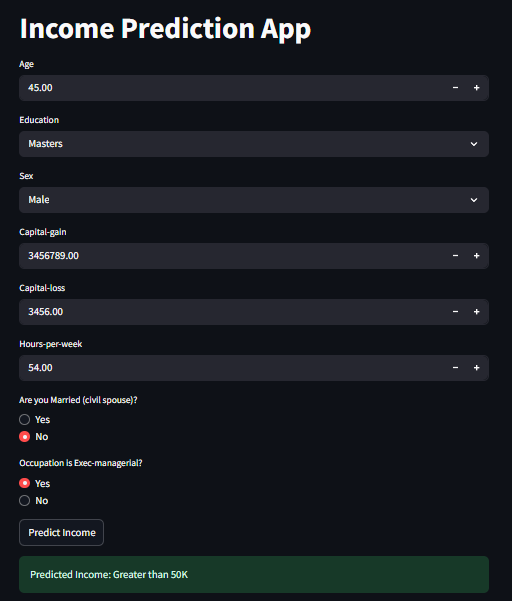 Income Prediction App
Age
45.00
Education
Masters
Sex
Male
Capital-gain
3456789.00
Capital-loss
3456.00
Hours-per-week
54.00
Are you Married (civil spouse)?
Yes
No
Occupation is Exec-managerial?
Yes
No
Predict Income
Predicted Income: Greater than 50K